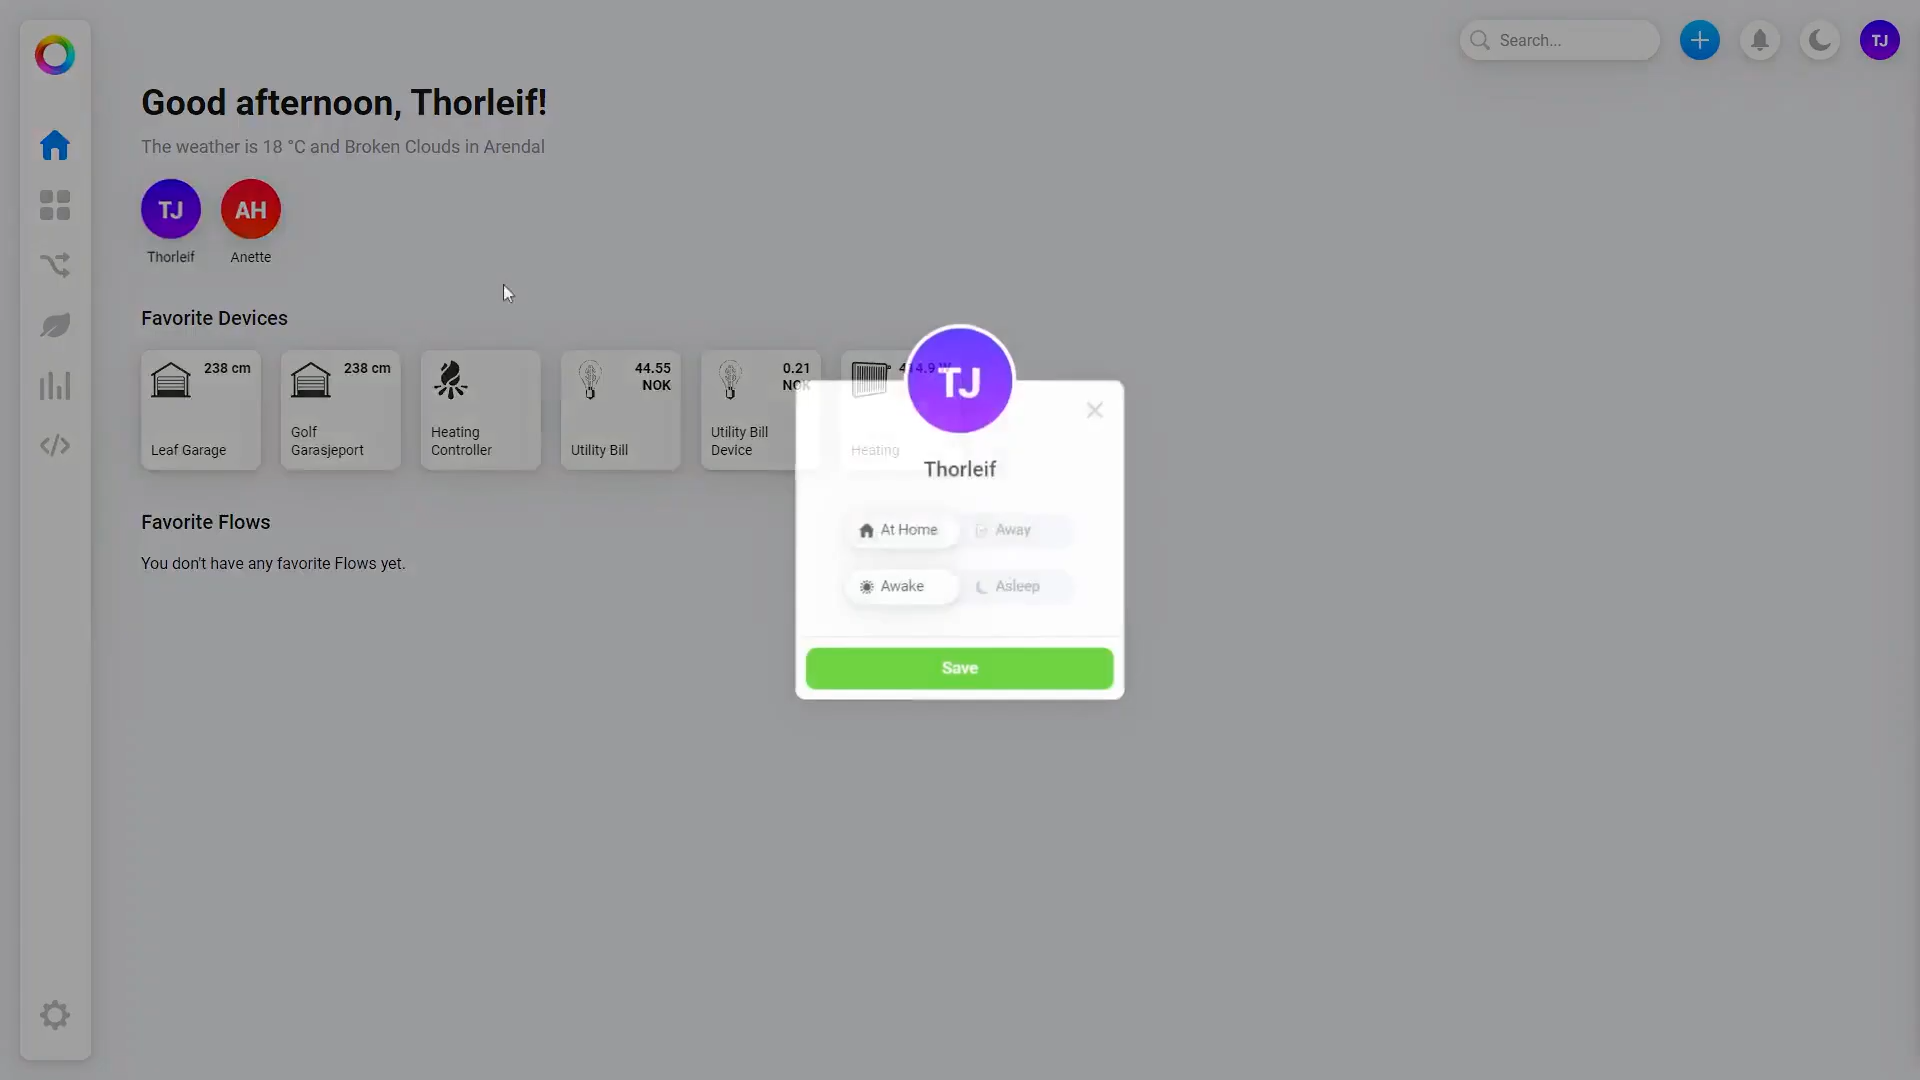 Search...
TJ
Good afternoon, Thorleif!
The weather is 18 °C and Broken Clouds in Arendal
TJ
AH
Thorleif
Anette
Favorite Devices
238 cm
Leaf Garage
238 cm
Golf
Garasjeport
Heating
Controller
44.55
NOK
Utility Bill
0.21
NOK
Utility Bill
Device
414.9 W
Heating
TJ
Thorleif
At Home
Away
Awake
Asleep
Save
Favorite Flows
You don't have any favorite Flows yet.